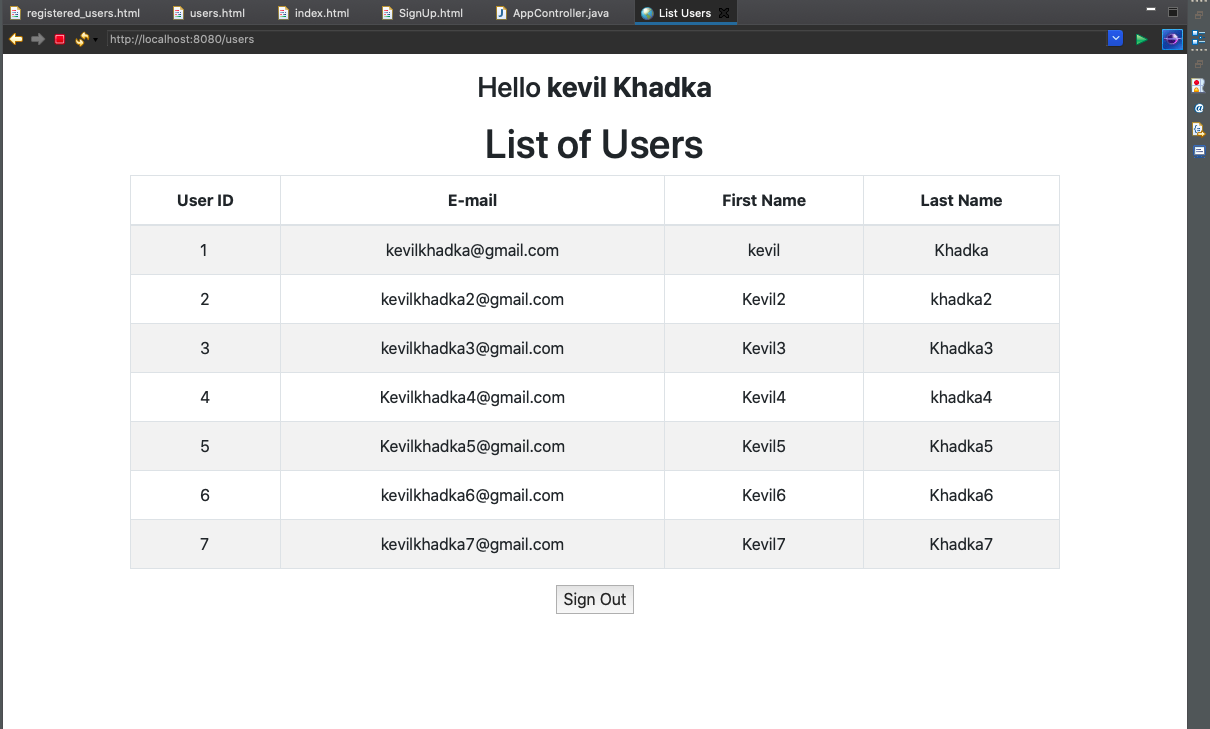 registered_users.html users.html index.html SignUp.html AppController.java List Users
http://localhost:8080/users
Hello kevil Khadka
List of Users
User ID E-mail First Name Last Name
1 kevilkhadka@gmail.com kevil Khadka
2 kevilkhadka2@gmail.com Kevil2 khadka2
3 kevilkhadka3@gmail.com Kevil3 Khadka3
4 Kevilkhadka4@gmail.com Kevil4 khadka4
5 Kevilkhadka5@gmail.com Kevil5 Khadka5
6 kevilkhadka6@gmail.com Kevil6 Khadka6
7 kevilkhadka7@gmail.com Kevil7 Khadka7
Sign Out